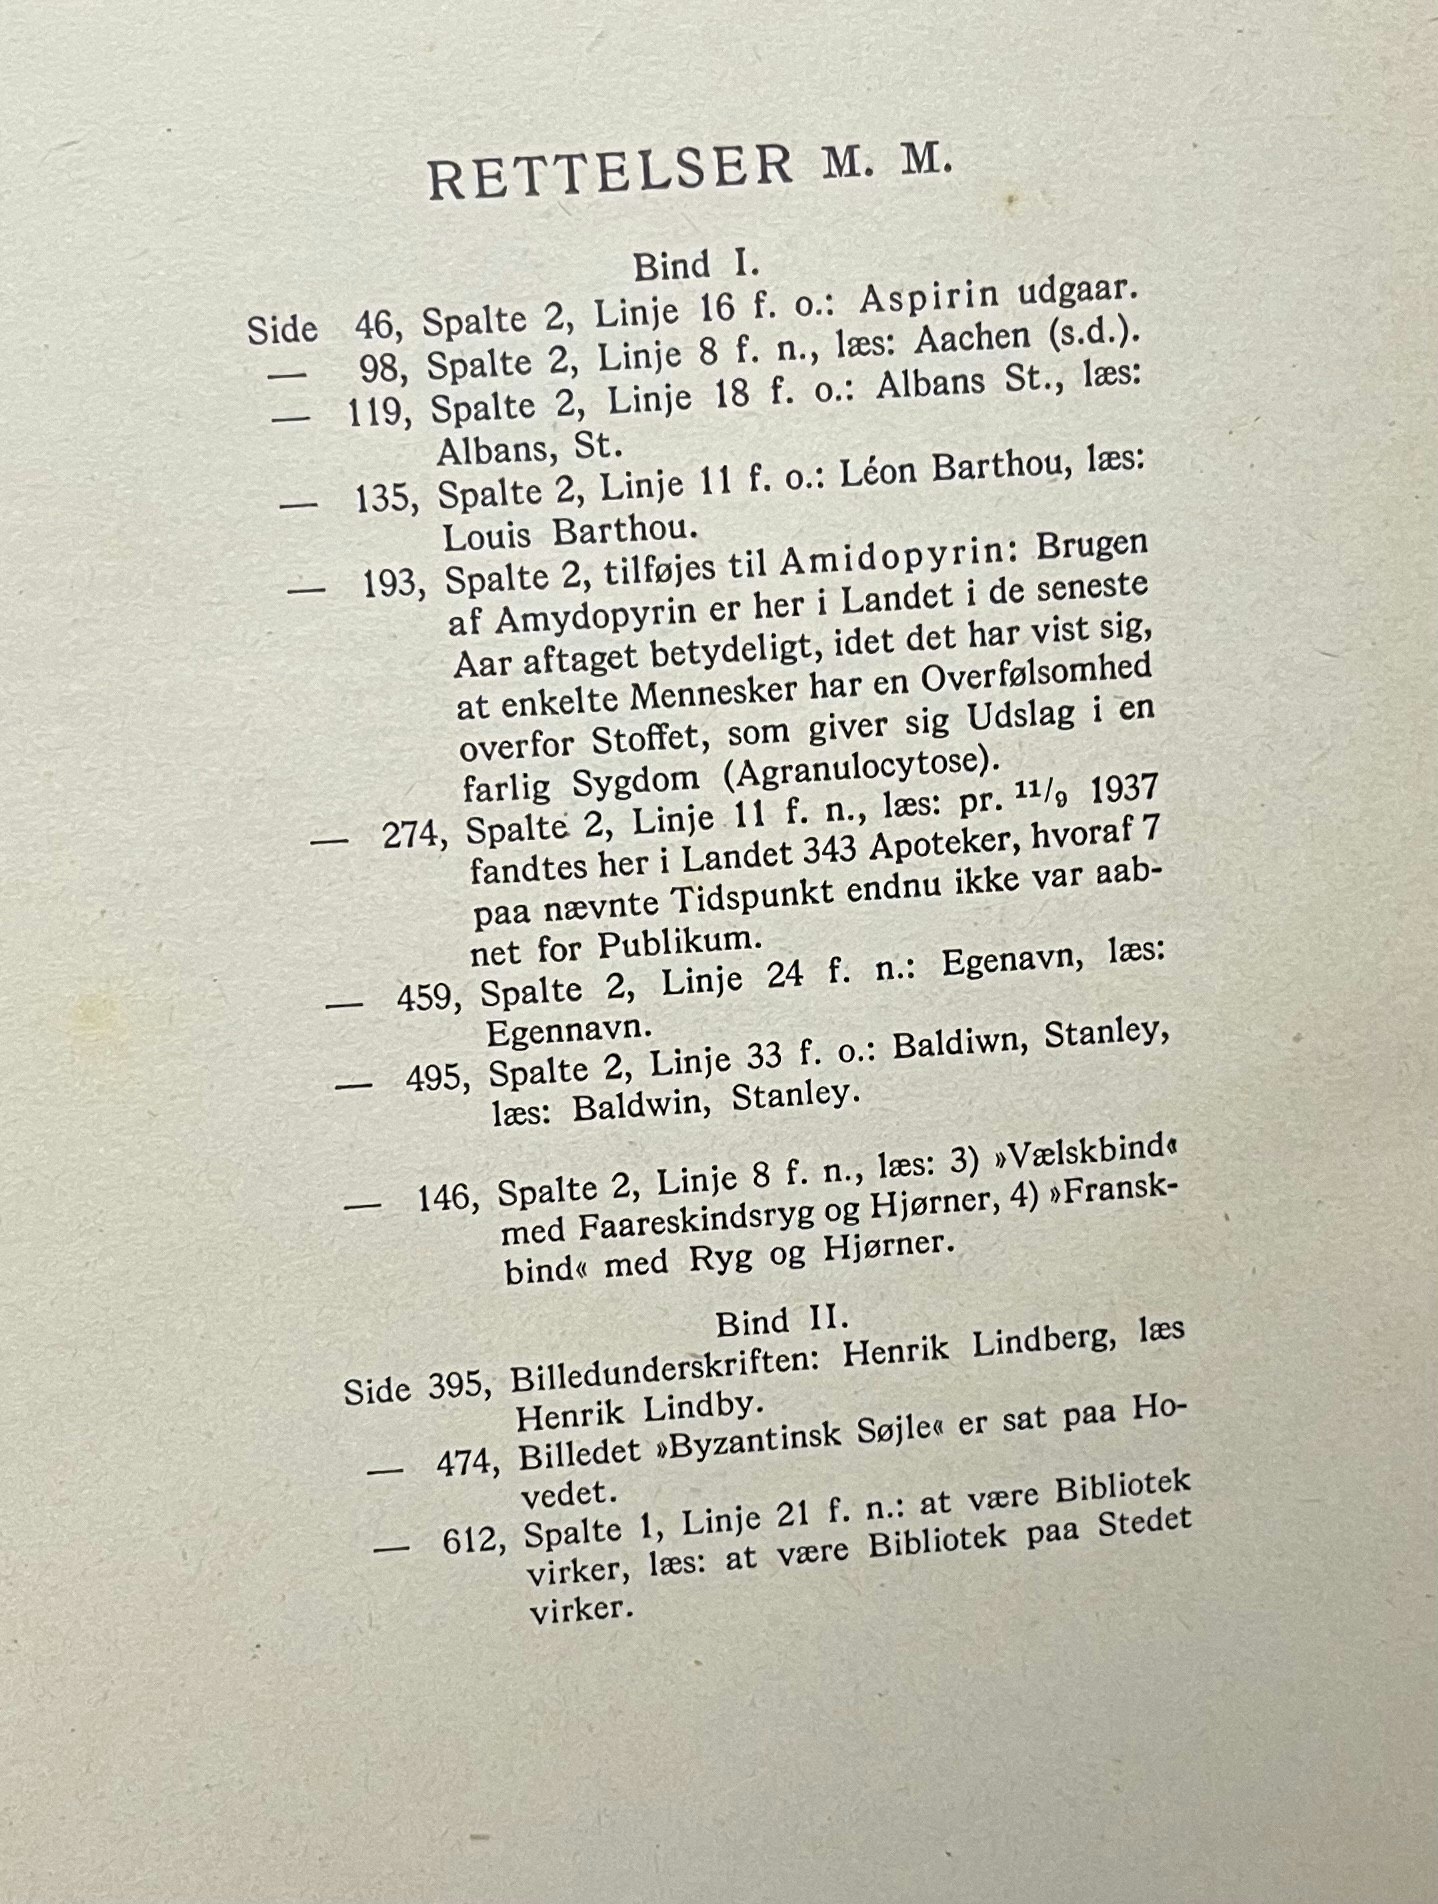 RETTELSER M. M.
Bind I.
Side 46, Spalte 2, Linje 16 f. o.: Aspirin udgaar.
— 98, Spalte 2, Linje 8 f. n., læs: Aachen (s.d.).
— 119, Spalte 2, Linje 18 f. o.: Albans St., læs:
Albans, St.
— 135, Spalte 2, Linje 11 f. o.: Léon Barthou, læs:
Louis Barthou.
— 193, Spalte 2, tilføjes til Amidopyrin: Brugen
af Amydopyrin er her i Landet i de seneste
Aar aftaget betydeligt, idet det har vist sig,
at enkelte Mennesker har en Overfølsomhed
overfor Stoffet, som giver sig Udslag i en
farlig Sygdom (Agranulocytose).
— 274, Spalte 2, Linje 11 f. n., læs: pr. 11/9 1937
fandtes her i Landet 343 Apoteker, hvoraf 7
paa nævnte Tidspunkt endnu ikke var aab-
net for Publikum.
— 459, Spalte 2, Linje 24 f. n.: Egenavn, læs:
Egennavn.
— 495, Spalte 2, Linje 33 f. o.: Baldiwn, Stanley,
læs: Baldwin, Stanley.
— 146, Spalte 2, Linje 8 f. n., læs: 3) »Vælskbind«
med Faareskindsryg og Hjørner, 4) »Fransk-
bind« med Ryg og Hjørner.
Bind II.
Side 395, Billedunderskriften: Henrik Lindberg, læs
Henrik Lindby.
— 474, Billedet »Byzantinsk Søjle« er sat paa Ho-
vedet.
— 612, Spalte 1, Linje 21 f. n.: at være Bibliotek
virker, læs: at være Bibliotek paa Stedet
virker.